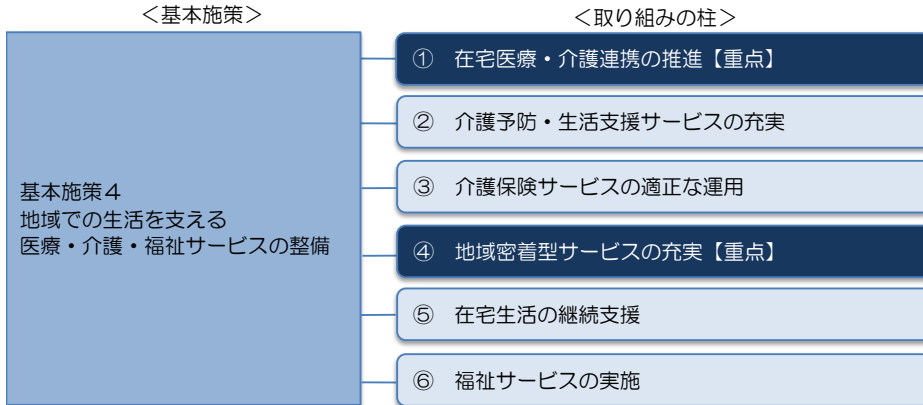 ＜基本施策＞
＜取り組みの柱＞
基本施策４
地域での生活を支える
医療・介護・福祉サービスの整備
① 在宅医療・介護連携の推進【重点】
② 介護予防・生活支援サービスの充実
③ 介護保険サービスの適正な運用
④ 地域密着型サービスの充実【重点】
⑤ 在宅生活の継続支援
⑥ 福祉サービスの実施